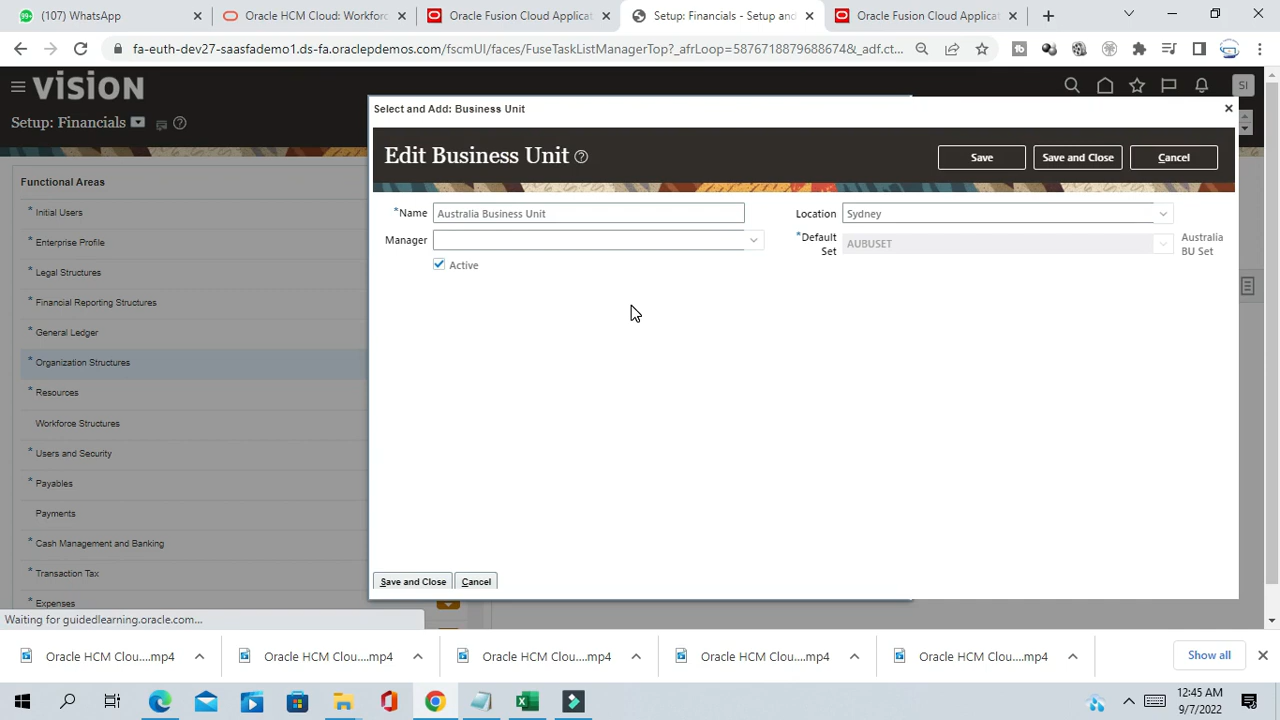 (107) WhatsApp
Oracle HCM Cloud: Workforc
Oracle Fusion Cloud Applicat
Setup: Financials - Setup and
Oracle Fusion Cloud Applicat
fa-euth-dev27-saasfademo1.ds-fa.oraclepdemos.com/fscmUI/faces/FuseTaskListManagerTop?_afrLoop=58767188796886748&_adf.ct...
vision
SI
Setup: Financials
Functional Areas
* Initial Users
* Enterprise Profile
* Legal Structures
* Financial Reporting Structures
* General Ledger
* Organization Structures
* Resources
Workforce Structures
* Users and Security
* Payables
Payments
* Cash Management and Banking
* Transaction Tax
* Expenses
Select and Add: Business Unit
Edit Business Unit
Save
Save and Close
Cancel
*Name Australia Business Unit
Manager
Active
Location Sydney
*Default Set AUBUSET
Australia BU Set
Save and Close
Cancel
Waiting for guidedlearning.oracle.com...
Oracle HCM Clou....mp4
Oracle HCM Clou....mp4
Oracle HCM Clou....mp4
Oracle HCM Clou....mp4
Oracle HCM Clou....mp4
Show all
12:45 AM
9/7/2022